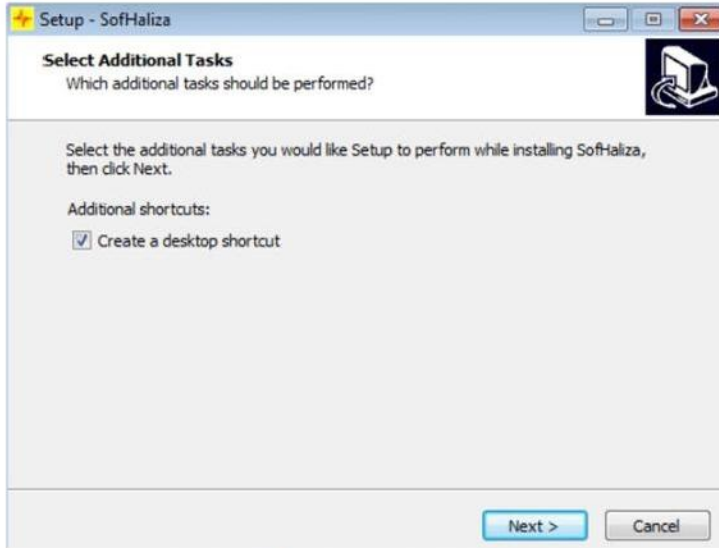 Setup - SofHaliza
Select Additional Tasks
Which additional tasks should be performed?
Select the additional tasks you would like Setup to perform while installing SofHaliza,
then click Next.
Additional shortcuts:
Create a desktop shortcut
Next >
Cancel